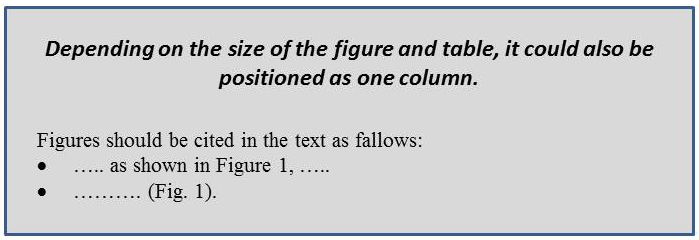 Depending on the size of the figure and table, it could also be
positioned as one column.
Figures should be cited in the text as fallows:
• ….. as shown in Figure 1, …..
• ………. (Fig. 1).